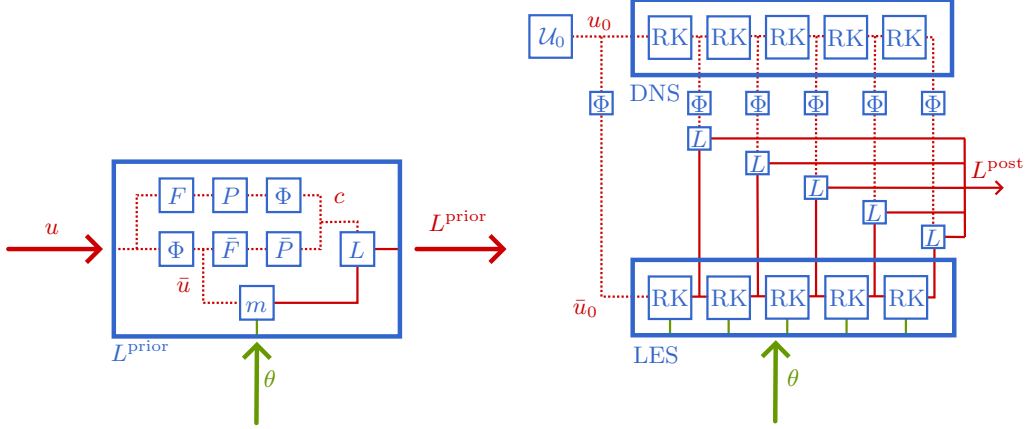 u
F P Φ c
Φ F̄ P̄ L
ū
m
L^prior
θ
L^prior
𝒰₀ u₀ RK RK RK RK RK
DNS
Φ Φ Φ Φ Φ Φ
L
L
L
L
L
L^post
ū₀ RK RK RK RK RK
LES
θ